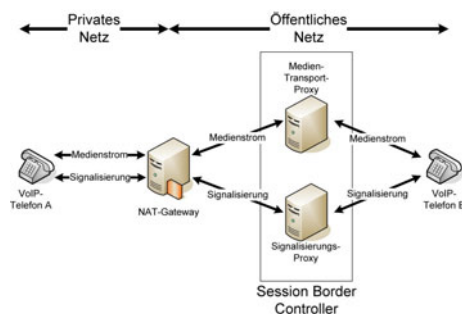 Privates
Netz
Öffentliches
Netz
Medien-
Transport-
Proxy
Medienstrom
Medienstrom
Medienstrom
Signalisierung
VoIP-
Telefon A
NAT-Gateway
Signalisierung
Signalisierung
VoIP-
Telefon B
Signalisierungs-
Proxy
Session Border
Controller